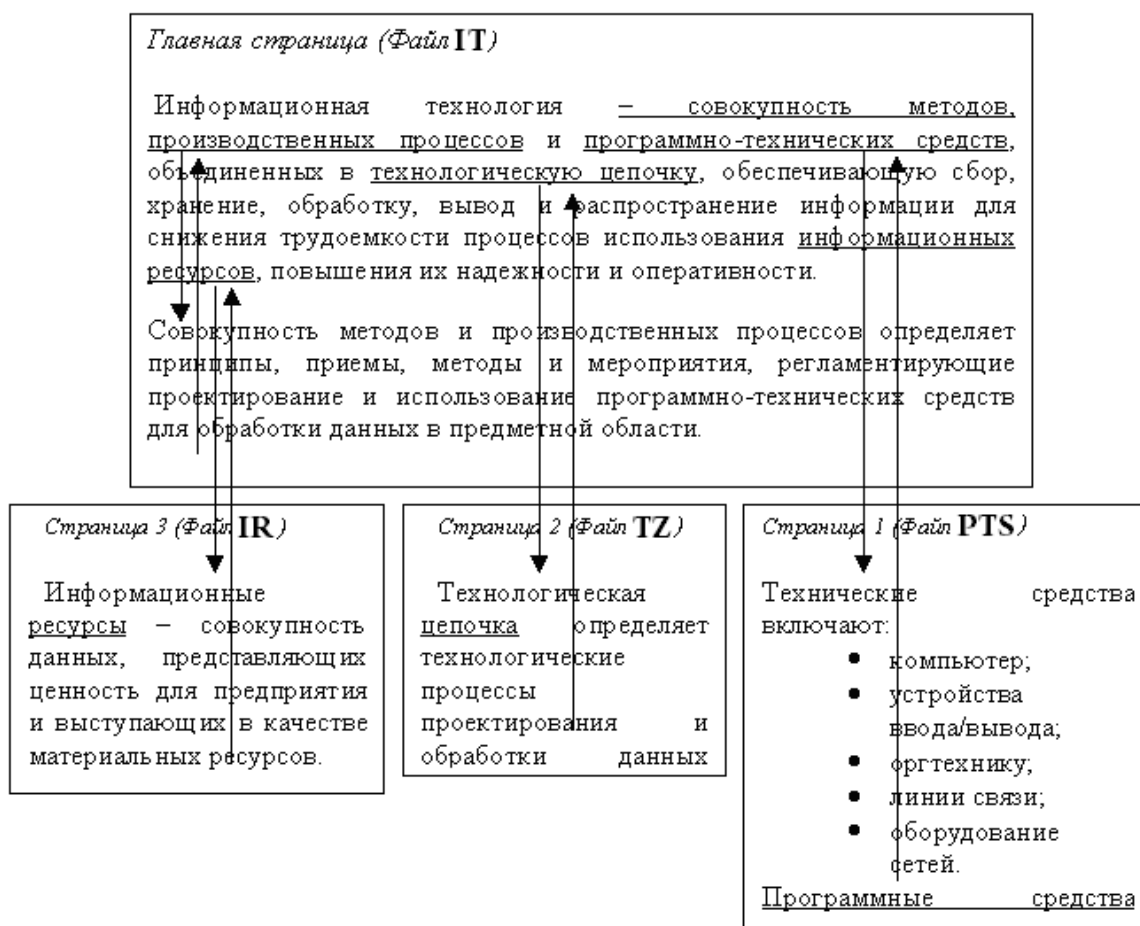 Главная страница (Файл IT)
Информационная технология – совокупность методов,
производственных процессов и программно-технических средств,
объединенных в технологическую цепочку, обеспечивающую сбор,
хранение, обработку, вывод и распространение информации для
снижения трудоемкости процессов использования информационных
ресурсов, повышения их надежности и оперативности.
Совокупность методов и производственных процессов определяет
принципы, приемы, методы и мероприятия, регламентирующие
проектирование и использование программно-технических средств
для обработки данных в предметной области.
Страница 3 (Файл IR)
Информационные
ресурсы – совокупность
данных, представляющих
ценность для предприятия
и выступающих в качестве
материальных ресурсов.
Страница 2 (Файл TZ)
Технологическая
цепочка определяет
технологические
процессы
проектирования и
обработки данных
Страница 1 (Файл PTS)
Технические средства
включают:
• компьютер;
• устройства
ввода/вывода;
• оргтехнику;
• линии связи;
• оборудование
сетей.
Программные средства